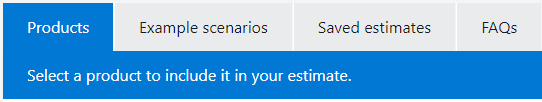 Products Example scenarios Saved estimates FAQs
Select a product to include it in your estimate.